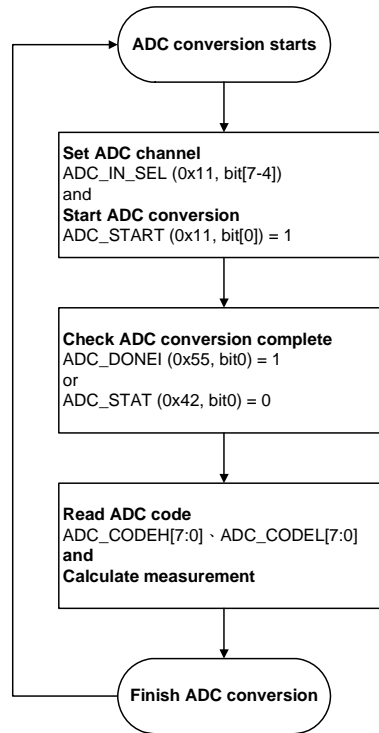 ADC conversion starts
Set ADC channel
ADC_IN_SEL (0x11, bit[7-4])
and
Start ADC conversion
ADC_START (0x11, bit[0]) = 1
Check ADC conversion complete
ADC_DONEI (0x55, bit0) = 1
or
ADC_STAT (0x42, bit0) = 0
Read ADC code
ADC_CODEH[7:0]、ADC_CODEL[7:0]
and
Calculate measurement
Finish ADC conversion